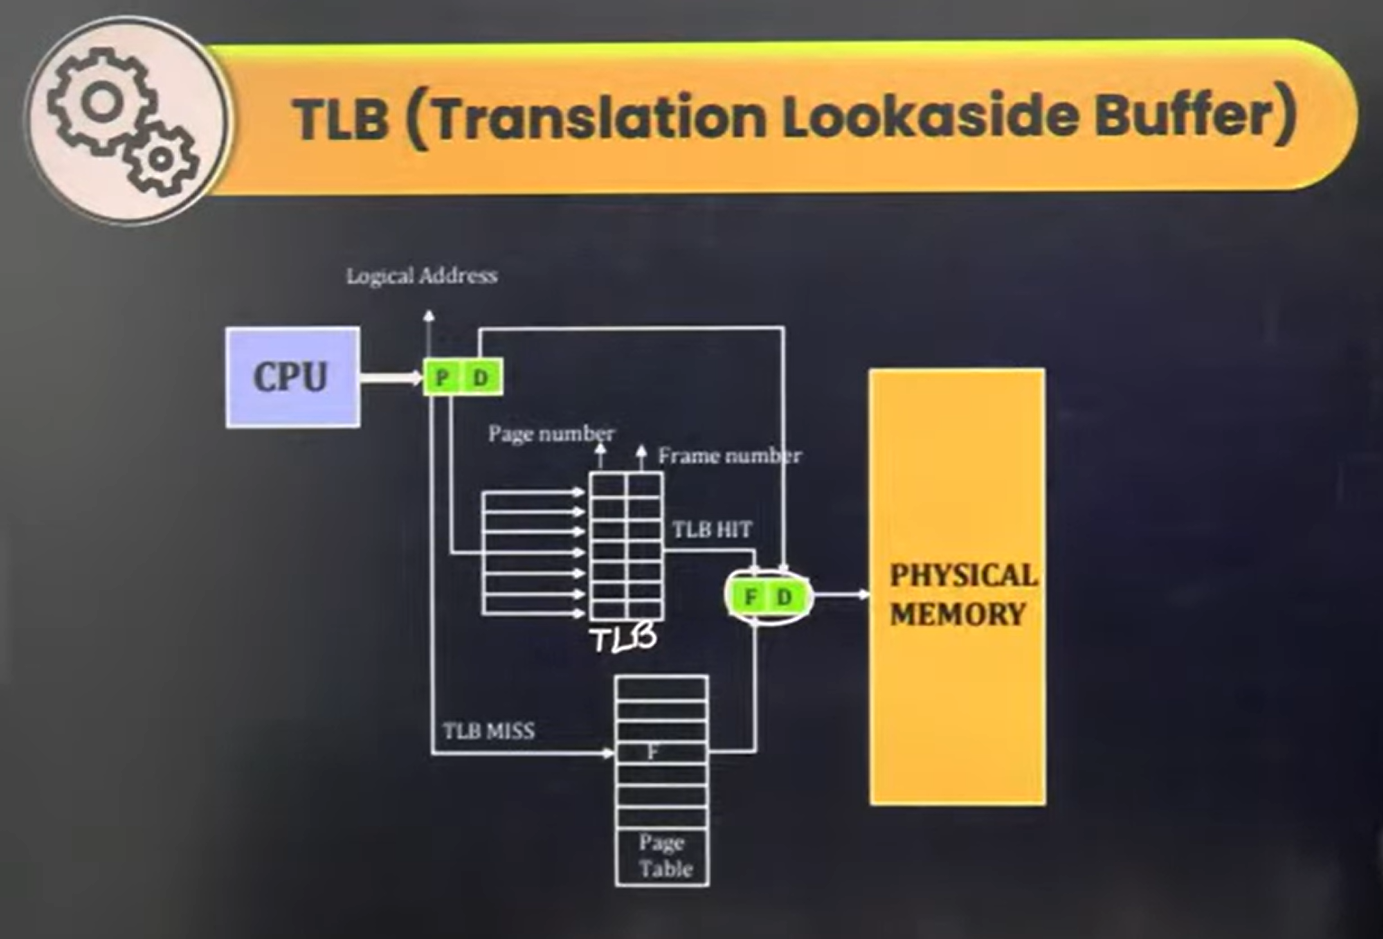 TLB (Translation Lookaside Buffer)
Logical Address
CPU
P D
Page number
Frame number
TLB HIT
F D
PHYSICAL
MEMORY
TLB
TLB MISS
F
Page
Table